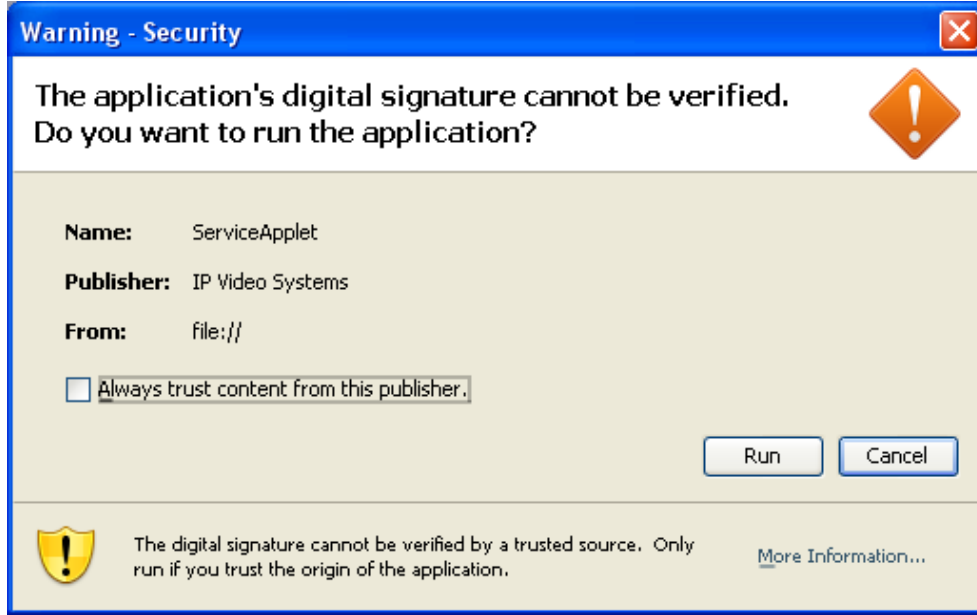 Warning - Security
The application's digital signature cannot be verified.
Do you want to run the application?
Name: ServiceApplet
Publisher: IP Video Systems
From: file://
Always trust content from this publisher.
Run Cancel
The digital signature cannot be verified by a trusted source. Only
run if you trust the origin of the application.
More Information...